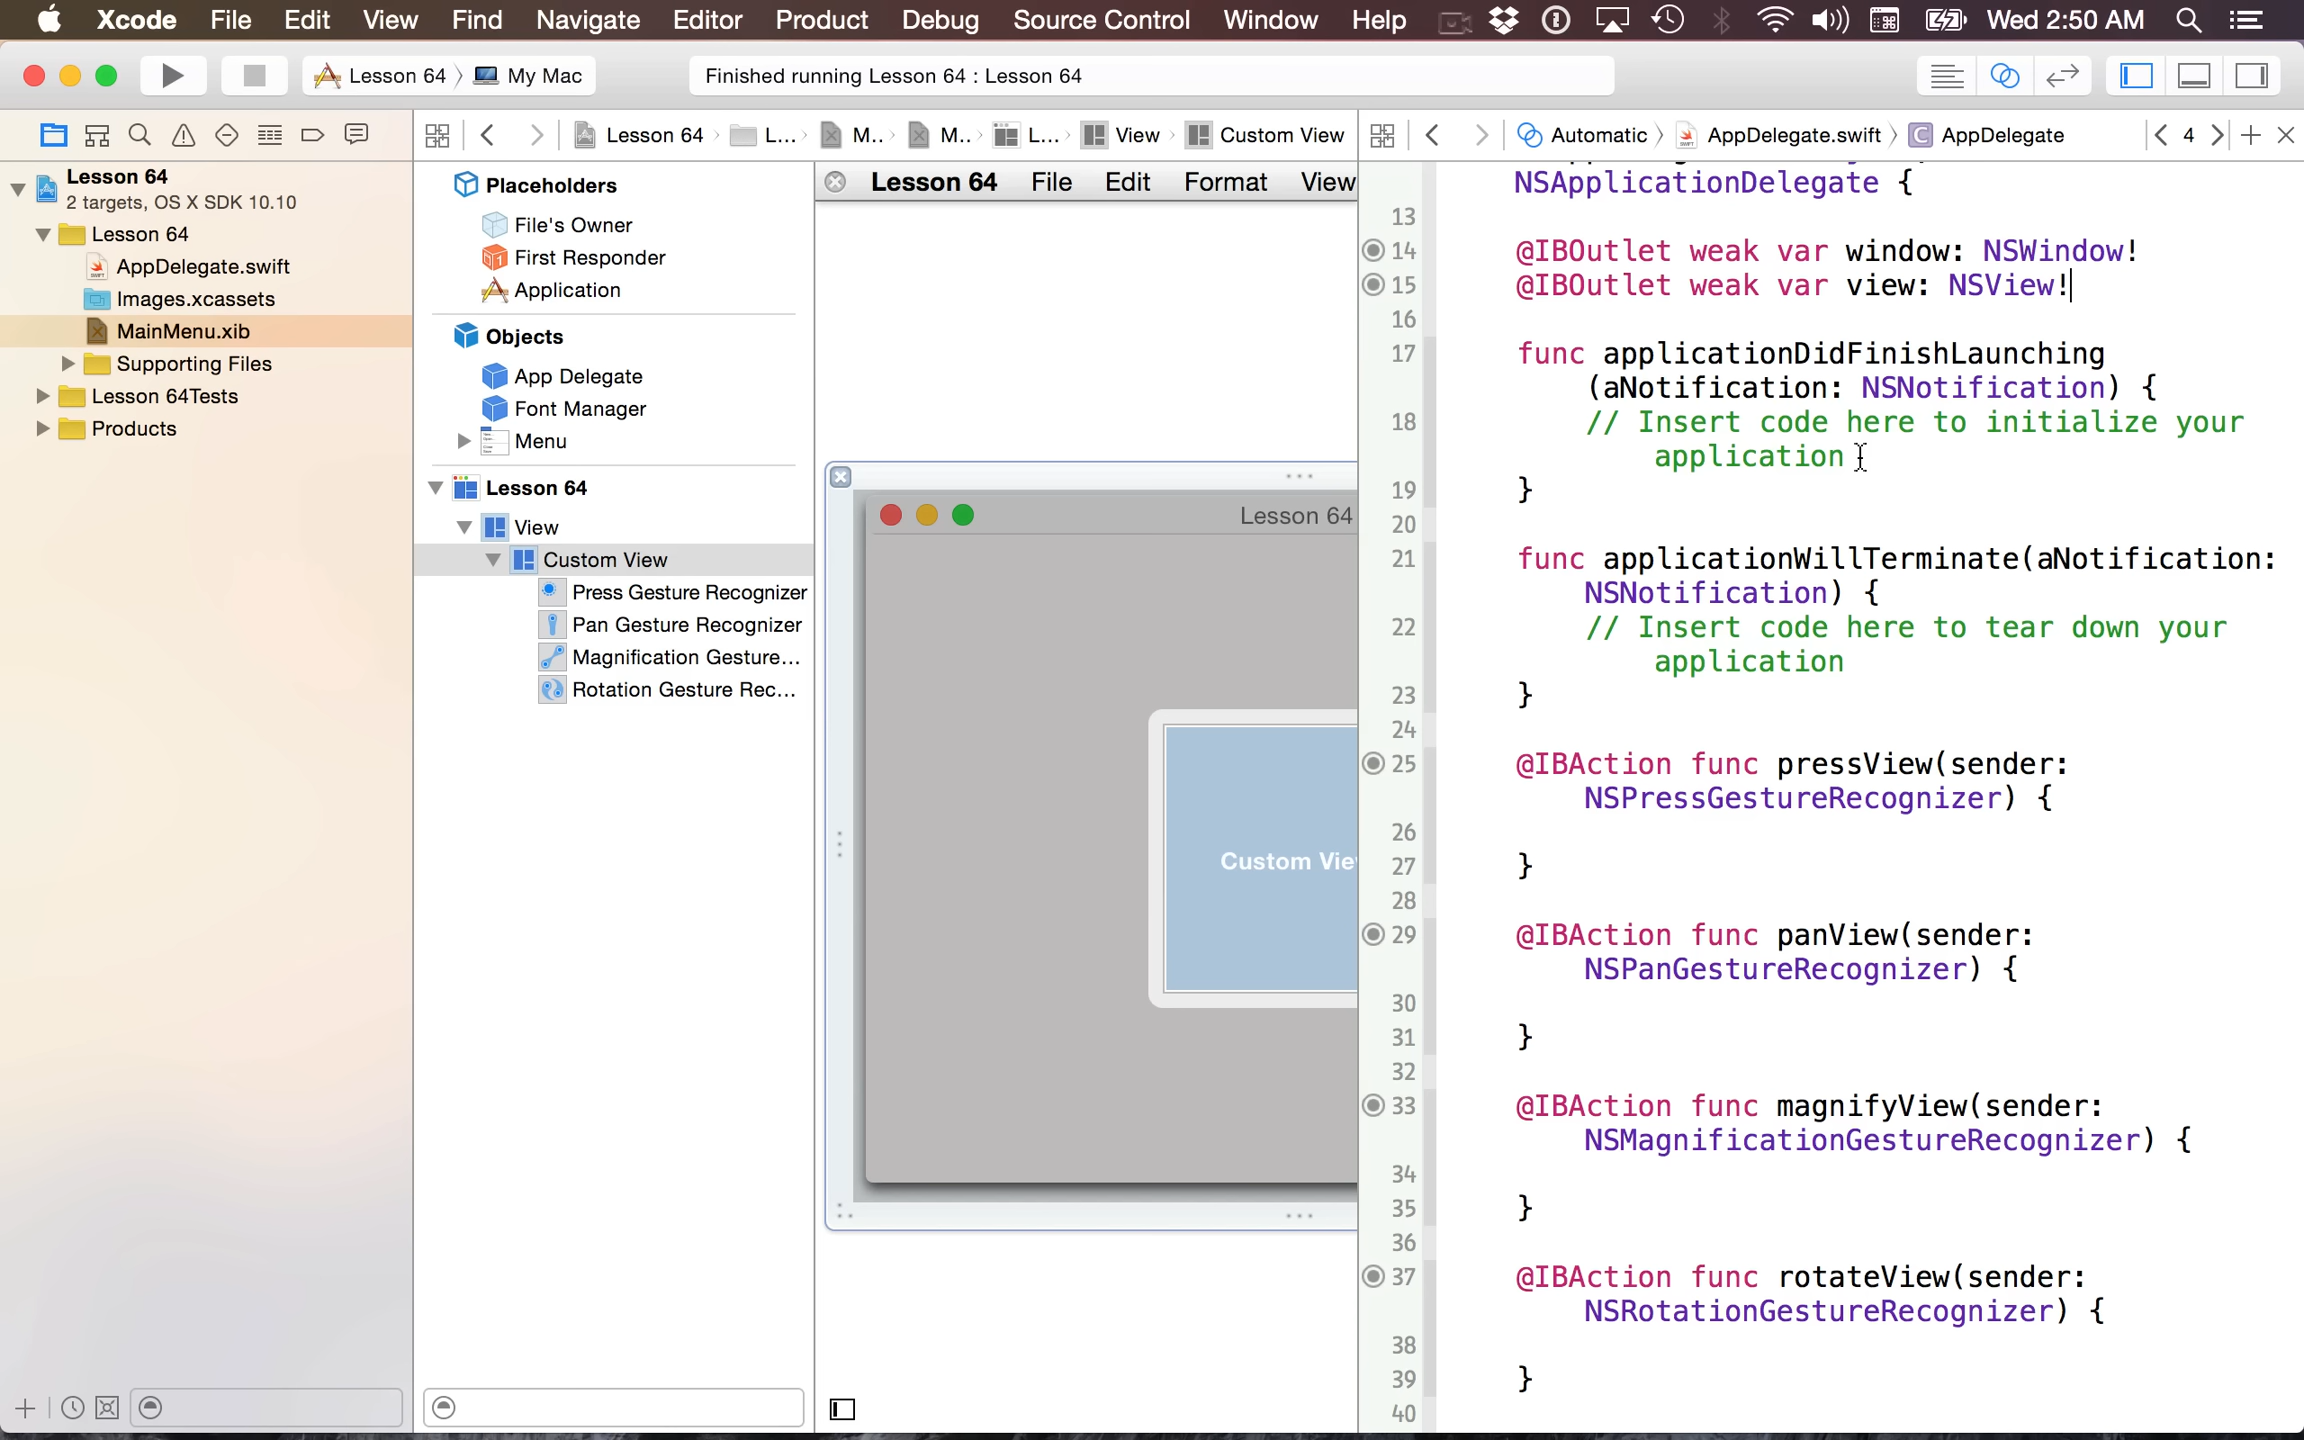 Xcode File Edit View Find Navigate Editor Product Debug Source Control Window Help Wed 2:50 AM
Lesson 64 My Mac
Finished running Lesson 64 : Lesson 64
Lesson 64 L... M.. M.. L... View Custom View
Automatic AppDelegate.swift AppDelegate 4
Lesson 64
2 targets, OS X SDK 10.10
Lesson 64
AppDelegate.swift
Images.xcassets
MainMenu.xib
Supporting Files
Lesson 64Tests
Products
Placeholders
File's Owner
First Responder
Application
Objects
App Delegate
Font Manager
Menu
Lesson 64
View
Custom View
Press Gesture Recognizer
Pan Gesture Recognizer
Magnification Gesture...
Rotation Gesture Rec...
Lesson 64 File Edit Format View
Lesson 64
Custom Vie
NSApplicationDelegate {
13
14 @IBOutlet weak var window: NSWindow!
15 @IBOutlet weak var view: NSView!
16
17 func applicationDidFinishLaunching
(aNotification: NSNotification) {
18 // Insert code here to initialize your
application
19 }
20
21 func applicationWillTerminate(aNotification:
NSNotification) {
22 // Insert code here to tear down your
application
23 }
24
25 @IBAction func pressView(sender:
NSPressGestureRecognizer) {
26
27 }
28
29 @IBAction func panView(sender:
NSPanGestureRecognizer) {
30
31 }
32
33 @IBAction func magnifyView(sender:
NSMagnificationGestureRecognizer) {
34
35 }
36
37 @IBAction func rotateView(sender:
NSRotationGestureRecognizer) {
38
39 }
40